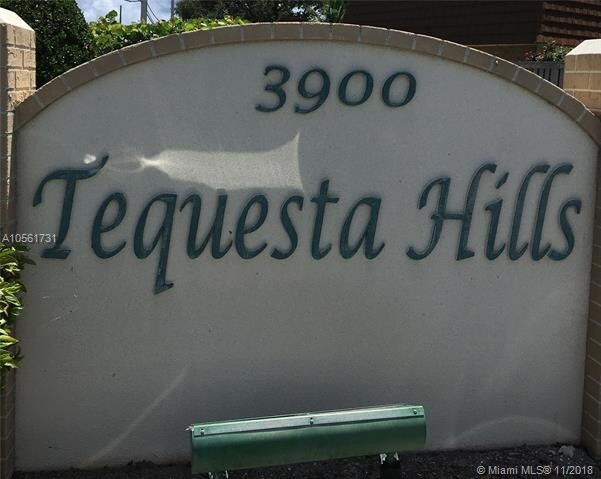 3900
Tequesta Hills
A10561731
© Miami MLS® 11/2018